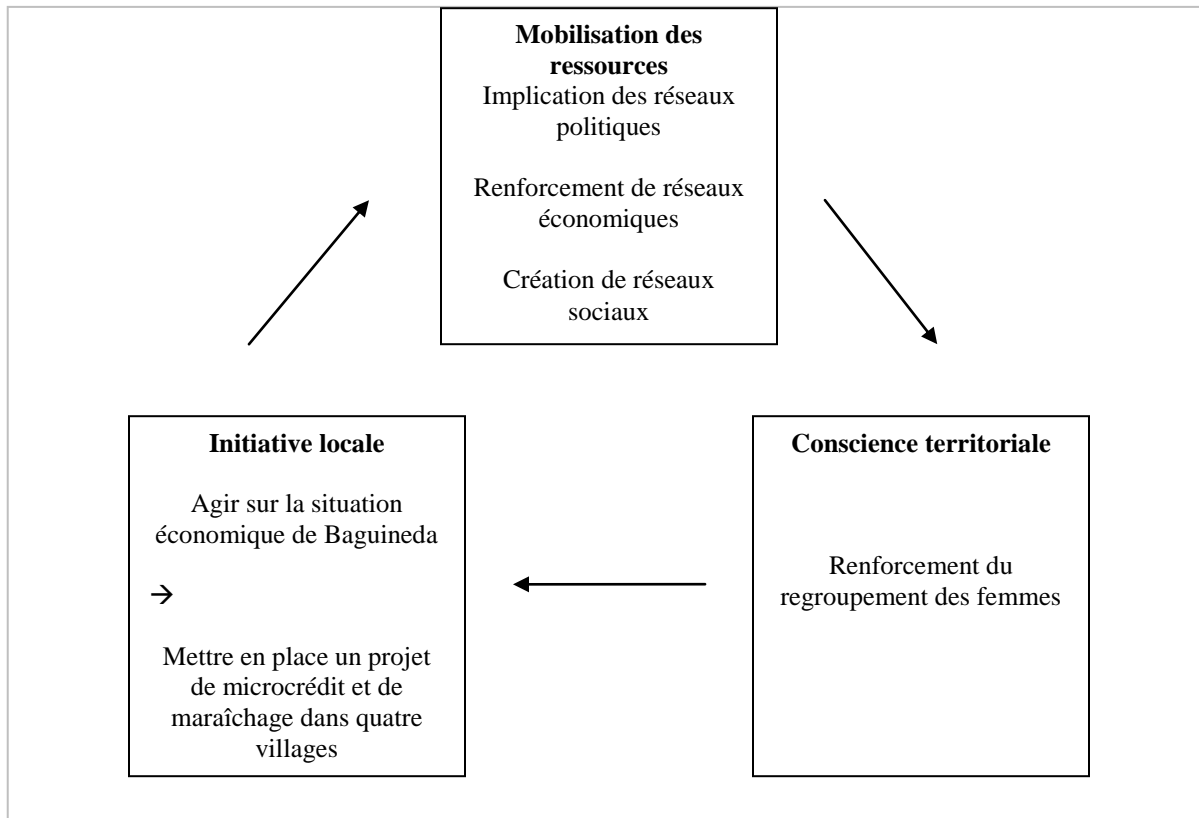 Mobilisation des
ressources
Implication des réseaux
politiques
Renforcement de réseaux
économiques
Création de réseaux
sociaux
Initiative locale
Agir sur la situation
économique de Baguineda
→
Mettre en place un projet
de microcrédit et de
maraîchage dans quatre
villages
Conscience territoriale
Renforcement du
regroupement des femmes